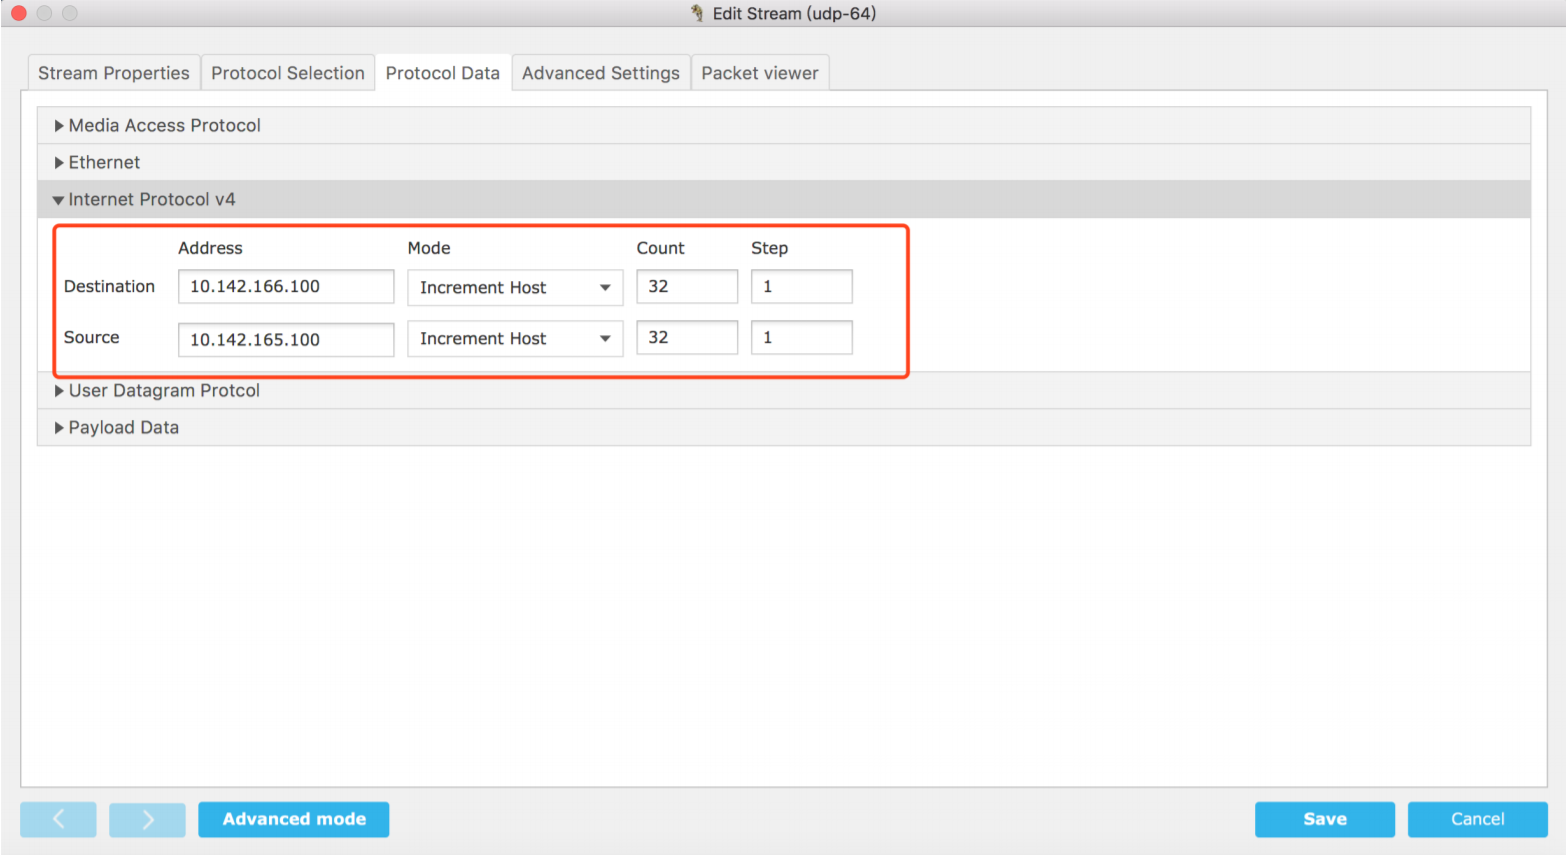 Edit Stream (udp-64)
Stream Properties Protocol Selection Protocol Data Advanced Settings Packet viewer
Media Access Protocol
Ethernet
Internet Protocol v4
Address Mode Count Step
Destination 10.142.166.100 Increment Host 32 1
Source 10.142.165.100 Increment Host 32 1
User Datagram Protcol
Payload Data
Advanced mode Save Cancel